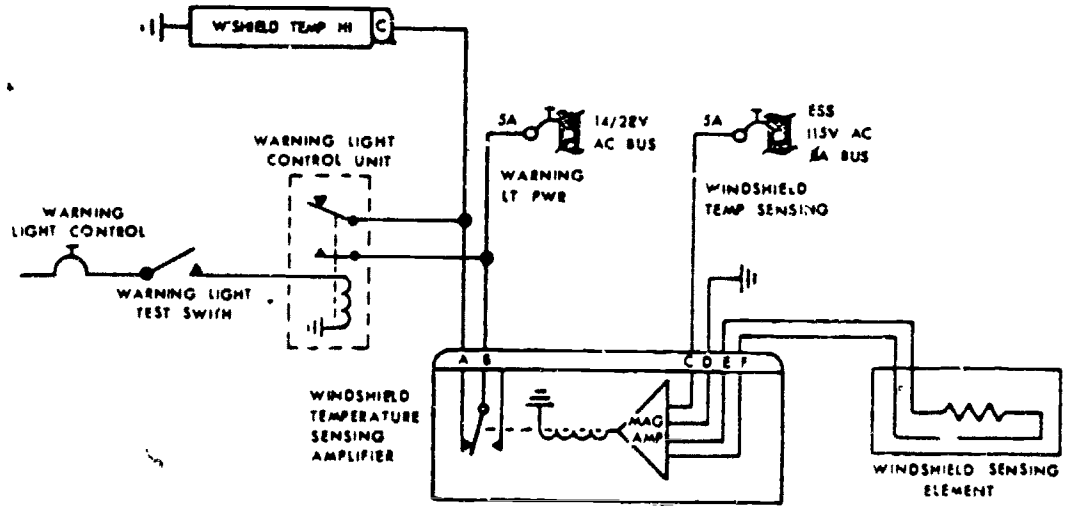 W'SHIELD TEMP HI C
5A
14/28V
AC BUS
WARNING
LT PWR
5A
ESS
115V AC
ØA BUS
WINDSHIELD
TEMP SENSING
WARNING LIGHT
CONTROL UNIT
WARNING
LIGHT CONTROL
WARNING LIGHT
TEST SWITH
A B
C D E F
WINDSHIELD
TEMPERATURE
SENSING
AMPLIFIER
MAG
AMP
WINDSHIELD SENSING
ELEMENT